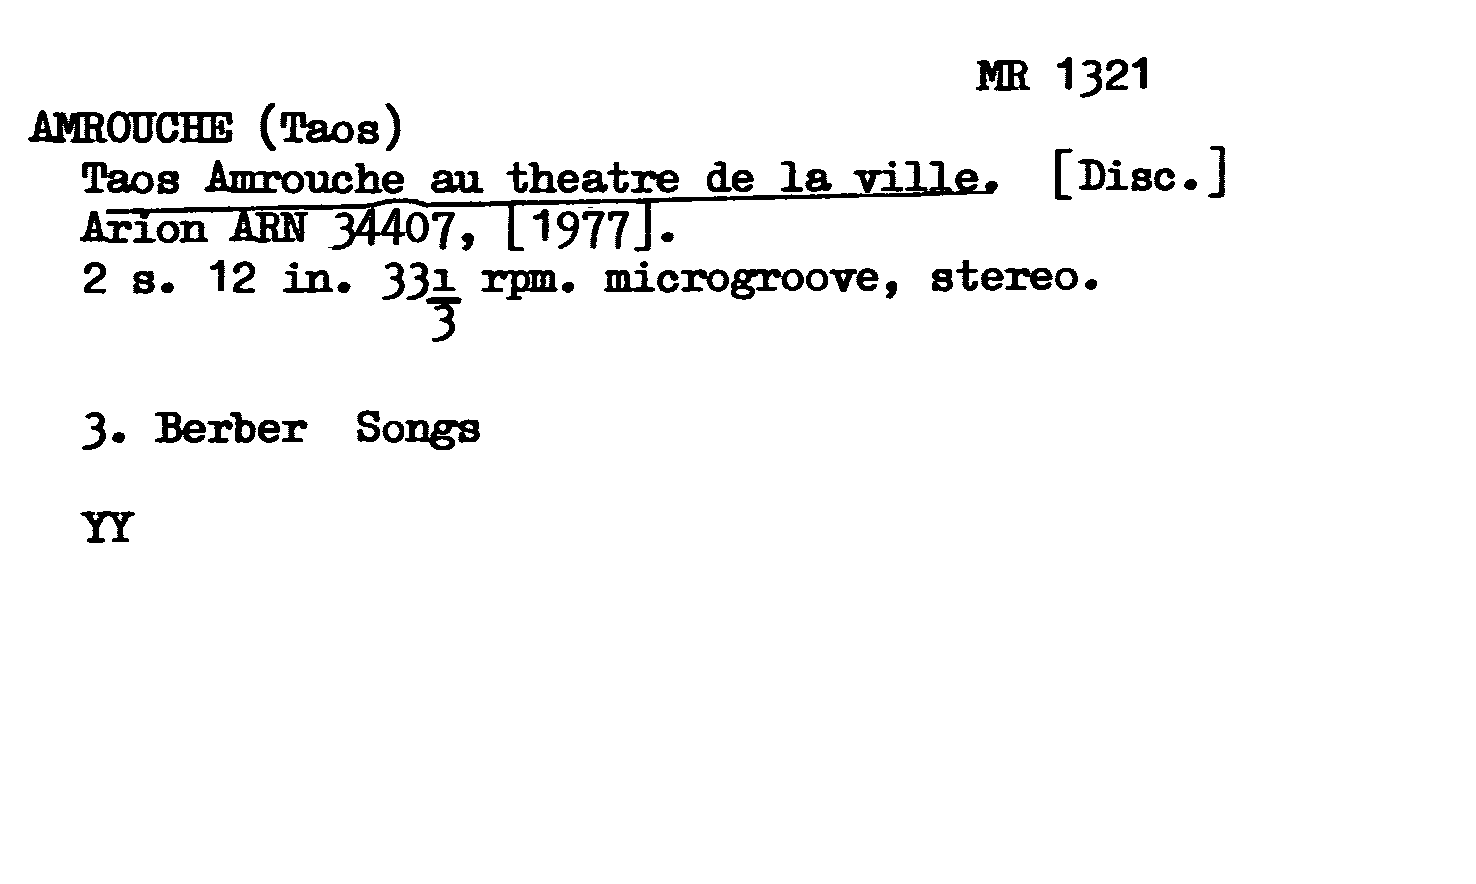 MR 1321
AMROUCHE (Taos)
Taos Amrouche au theatre de la ville. [Disc.]
Arion ARN 34407, [1977].
2 s. 12 in. 33 1/3 rpm. microgroove, stereo.
3. Berber Songs
YY